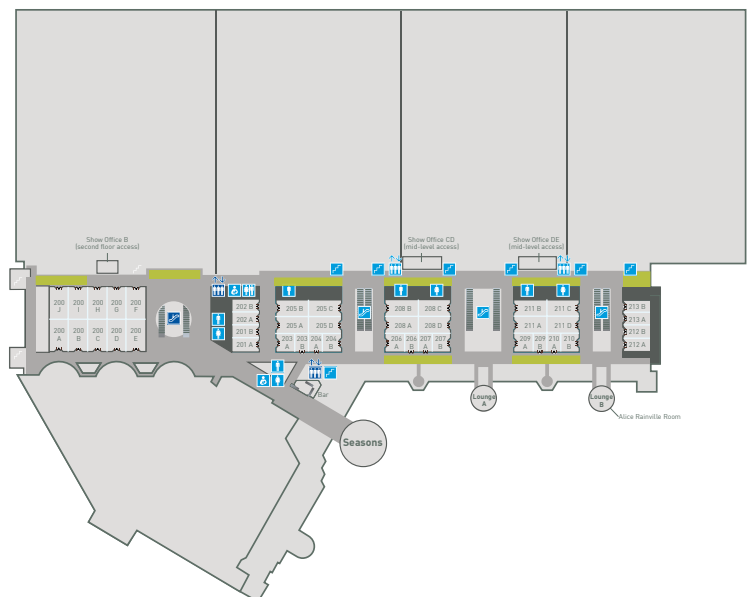 Show Office B
(second floor access)
Show Office CD
(mid-level access)
Show Office DE
(mid-level access)
200
J
200
I
200
H
200
G
200
F
200
A
200
B
200
C
200
D
200
E
202 B
202 A
201 B
201 A
205 B
205 C
205 A
205 D
203
A
203
B
204
A
204
B
208 B
208 C
208 A
208 D
206
A
206
B
207
A
207
B
211 B
211 C
211 A
211 D
209
A
209
B
210
A
210
B
213 B
213 A
212 B
212 A
Bar
Lounge
A
Lounge
B
Alice Rainville Room
Seasons